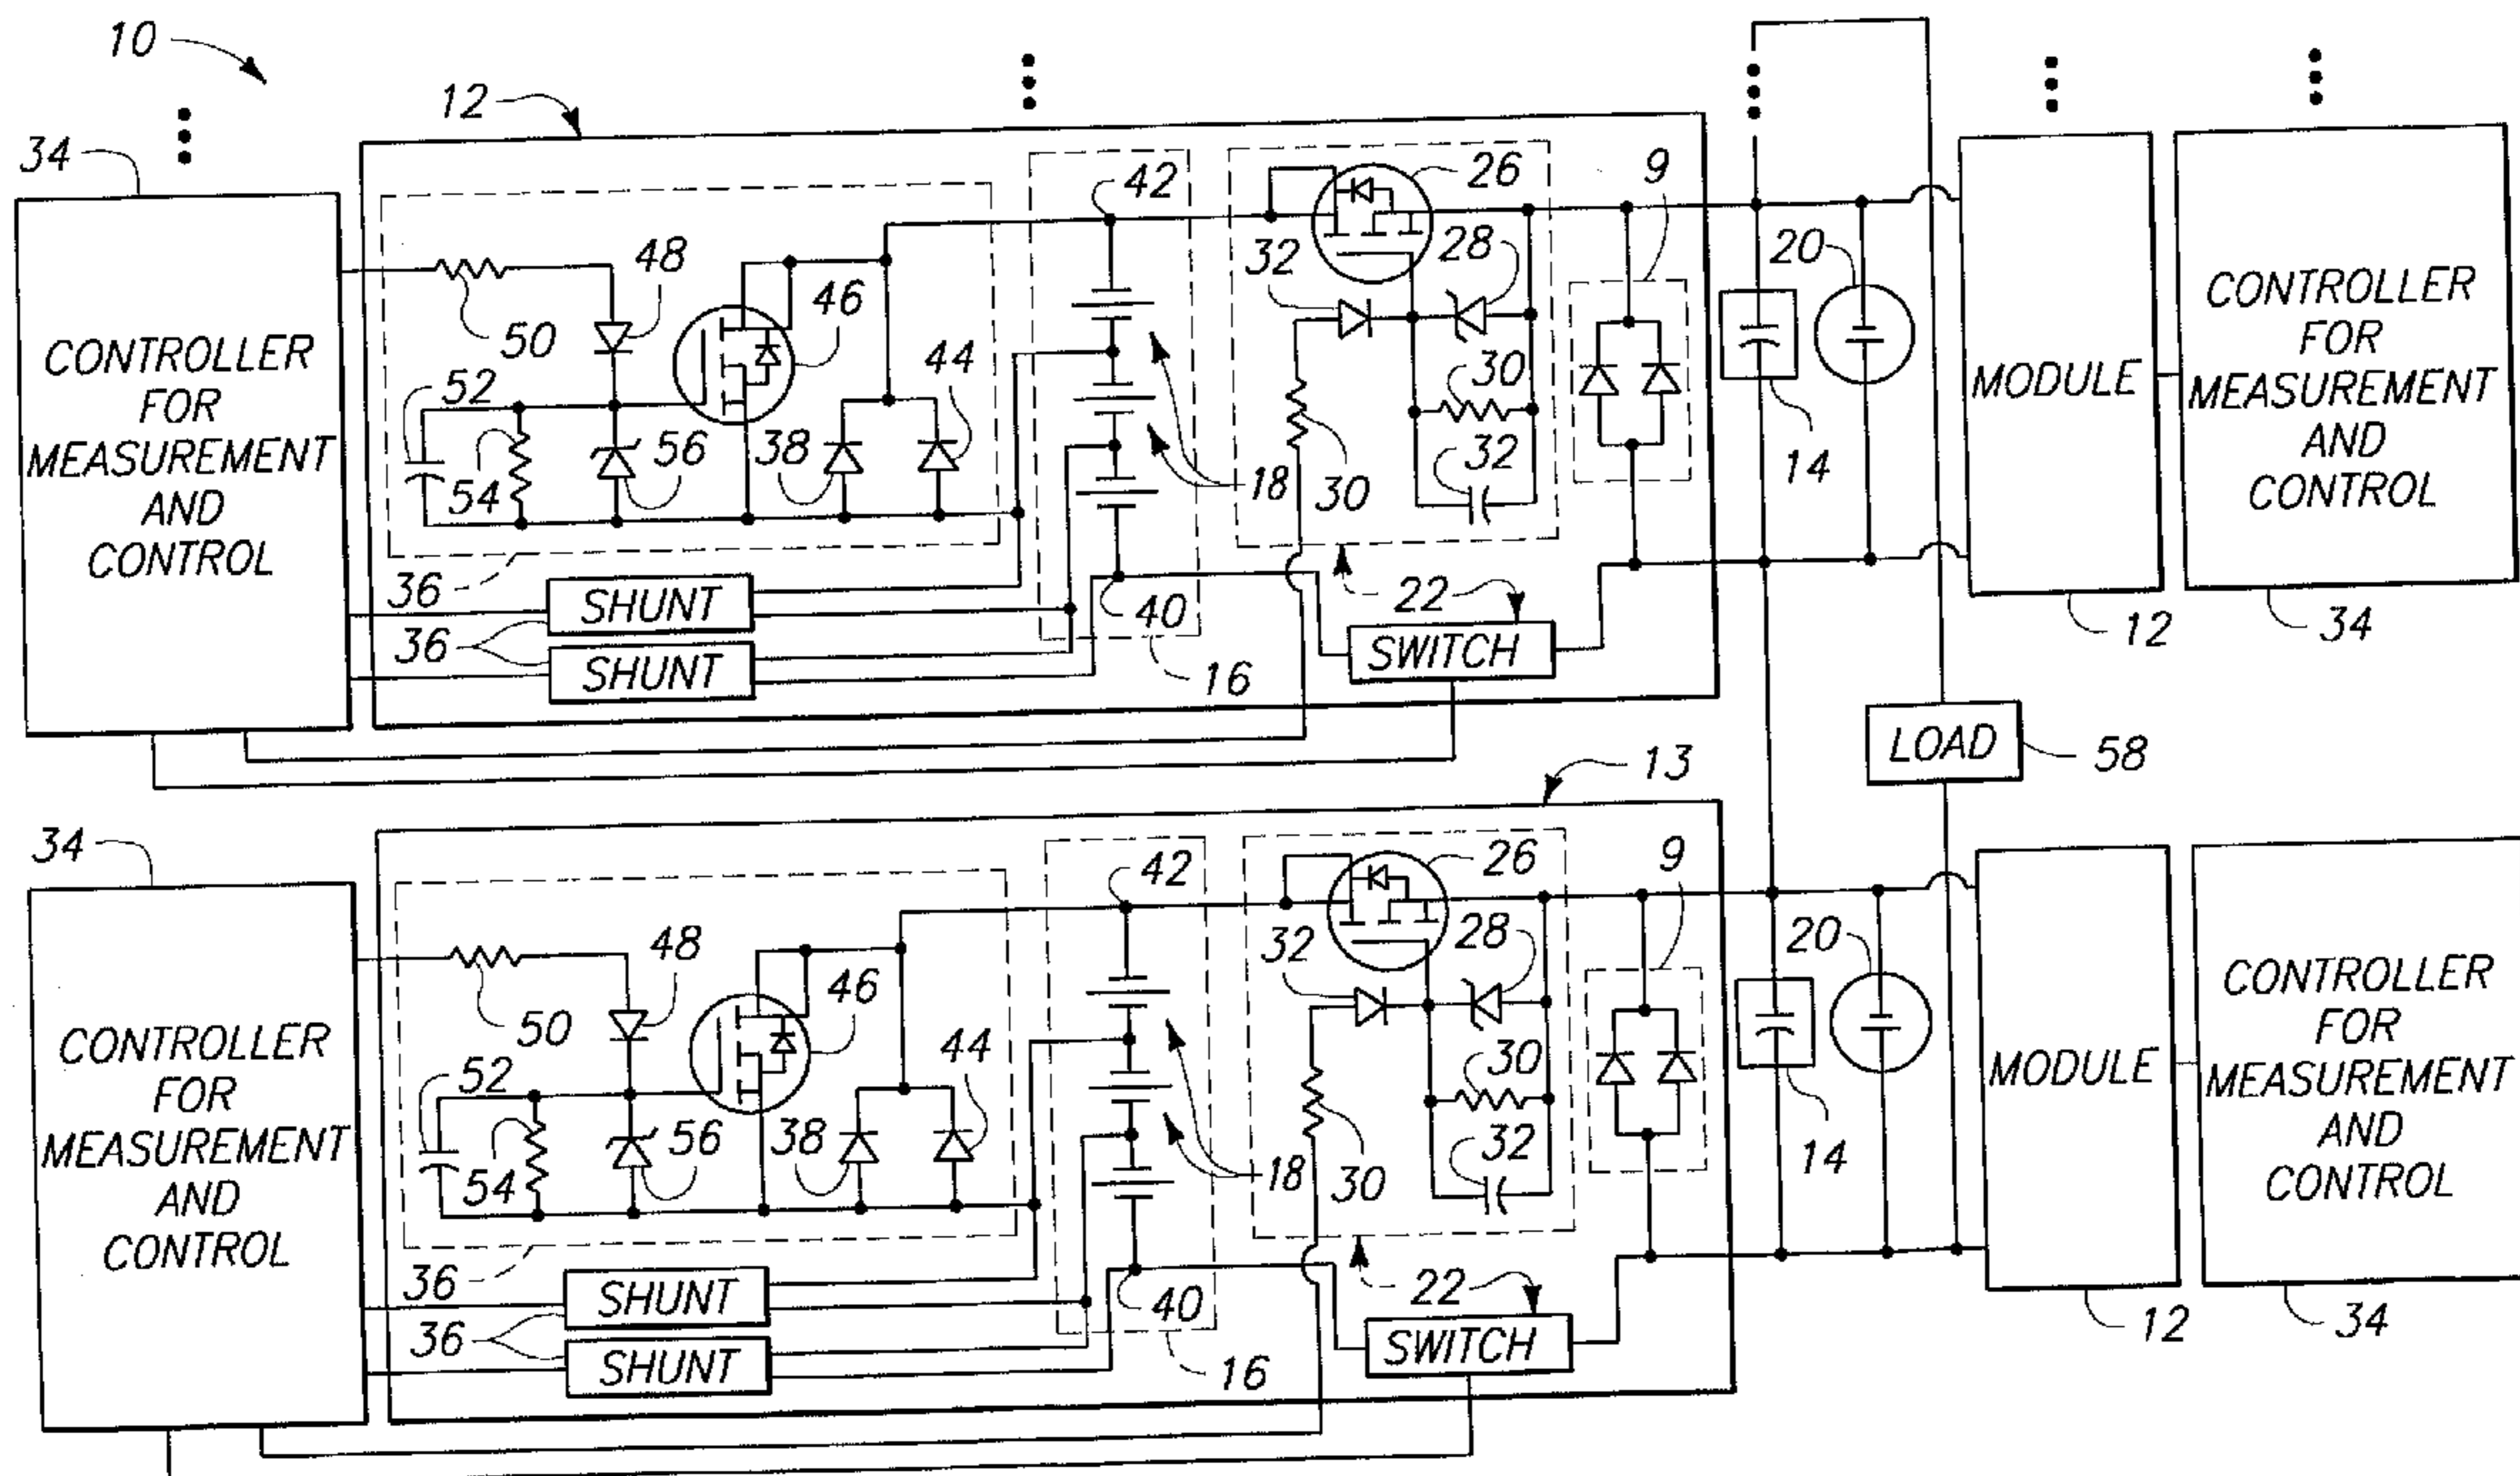 10
12
34
42
26
9
48
32
28
20
50
46
44
30
52
54
56
38
32
18
30
14
CONTROLLER
FOR
MEASUREMENT
AND
CONTROL
MODULE
CONTROLLER
FOR
MEASUREMENT
AND
CONTROL
36
SHUNT
36
SHUNT
40
16
22
SWITCH
12
34
LOAD
58
13
34
42
26
9
48
32
28
20
50
46
44
30
52
54
56
38
32
18
30
14
CONTROLLER
FOR
MEASUREMENT
AND
CONTROL
MODULE
CONTROLLER
FOR
MEASUREMENT
AND
CONTROL
36
SHUNT
36
SHUNT
40
16
22
SWITCH
12
34